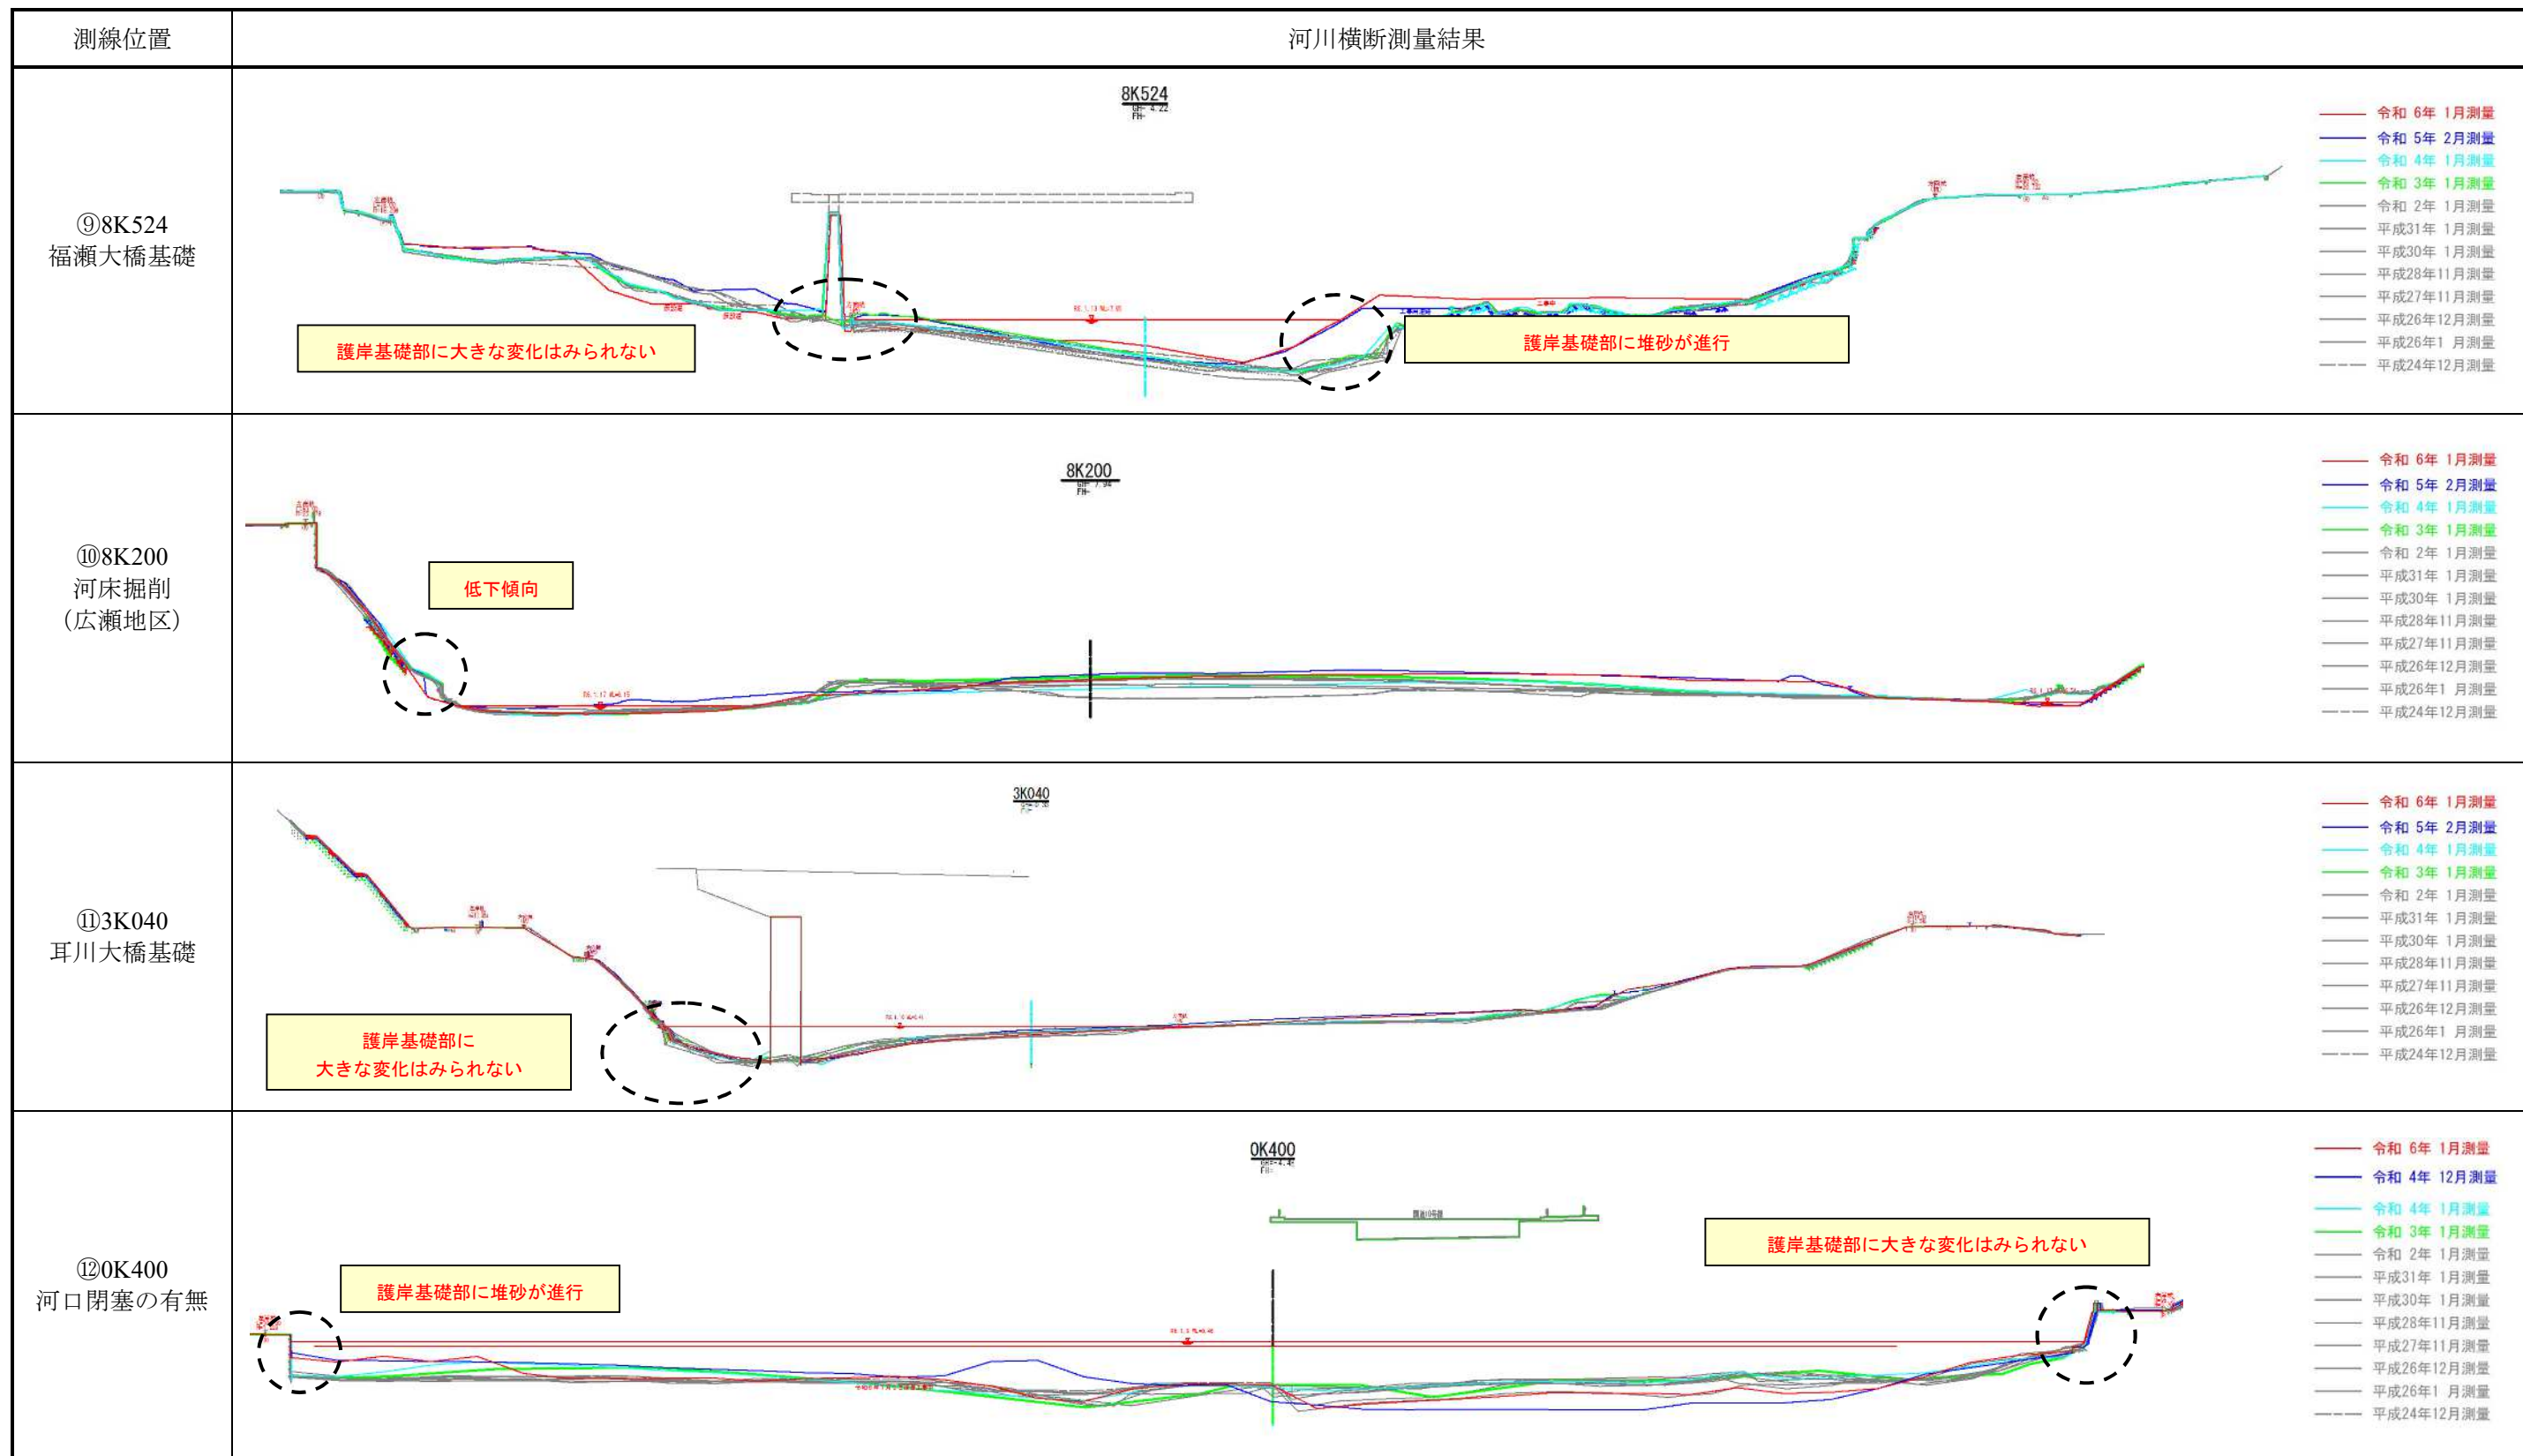 測線位置
河川横断測量結果
⑨8K524
福瀬大橋基礎
8K524
GH= 4.22
FH=
護岸基礎部に大きな変化はみられない
護岸基礎部に堆砂が進行
工事中
令和 6年 1月測量
令和 5年 2月測量
令和 4年 1月測量
令和 3年 1月測量
令和 2年 1月測量
平成31年 1月測量
平成30年 1月測量
平成28年11月測量
平成27年11月測量
平成26年12月測量
平成26年1 月測量
平成24年12月測量
⑩8K200
河床掘削
（広瀬地区）
8K200
GH= 7.94
FH=
低下傾向
令和 6年 1月測量
令和 5年 2月測量
令和 4年 1月測量
令和 3年 1月測量
令和 2年 1月測量
平成31年 1月測量
平成30年 1月測量
平成28年11月測量
平成27年11月測量
平成26年12月測量
平成26年1 月測量
平成24年12月測量
⑪3K040
耳川大橋基礎
3K040
護岸基礎部に
大きな変化はみられない
令和 6年 1月測量
令和 5年 2月測量
令和 4年 1月測量
令和 3年 1月測量
令和 2年 1月測量
平成31年 1月測量
平成30年 1月測量
平成28年11月測量
平成27年11月測量
平成26年12月測量
平成26年1 月測量
平成24年12月測量
⑫0K400
河口閉塞の有無
0K400
国道10号線
護岸基礎部に堆砂が進行
護岸基礎部に大きな変化はみられない
令和 6年 1月測量
令和 4年 12月測量
令和 4年 1月測量
令和 3年 1月測量
令和 2年 1月測量
平成31年 1月測量
平成30年 1月測量
平成28年11月測量
平成27年11月測量
平成26年12月測量
平成26年1 月測量
平成24年12月測量